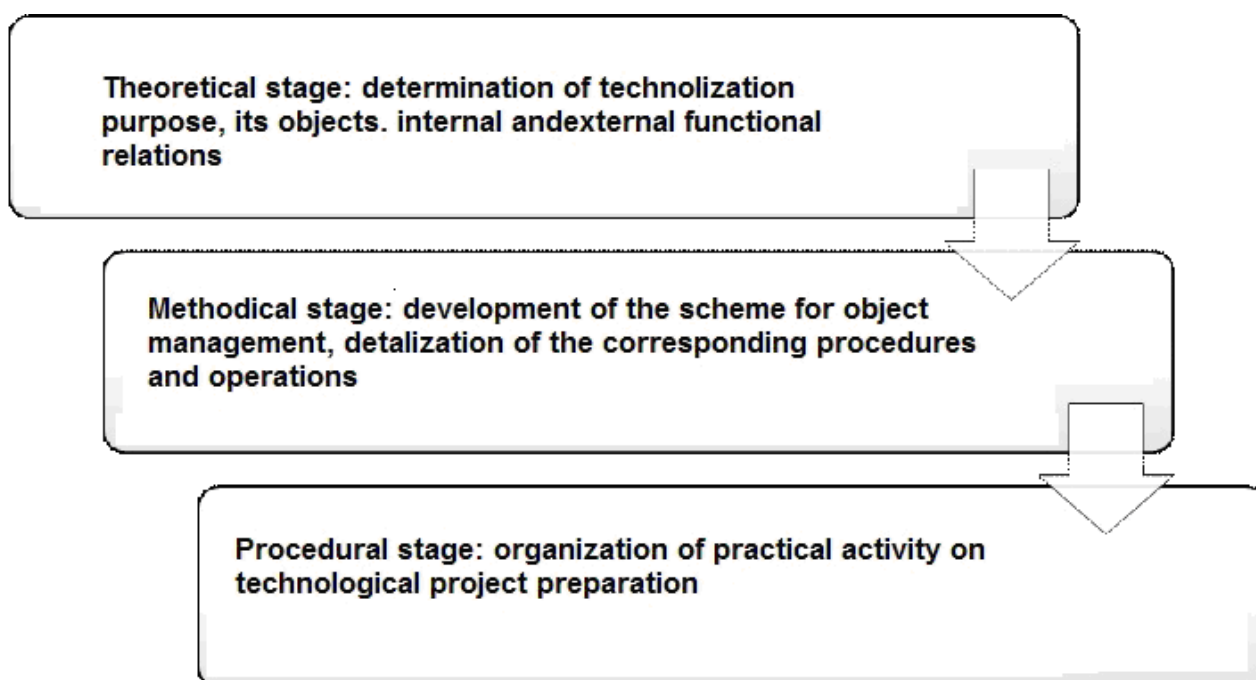 Theoretical stage: determination of technolization
purpose, its objects. internal andexternal functional
relations
Methodical stage: development of the scheme for object
management, detalization of the corresponding procedures
and operations
Procedural stage: organization of practical activity on
technological project preparation